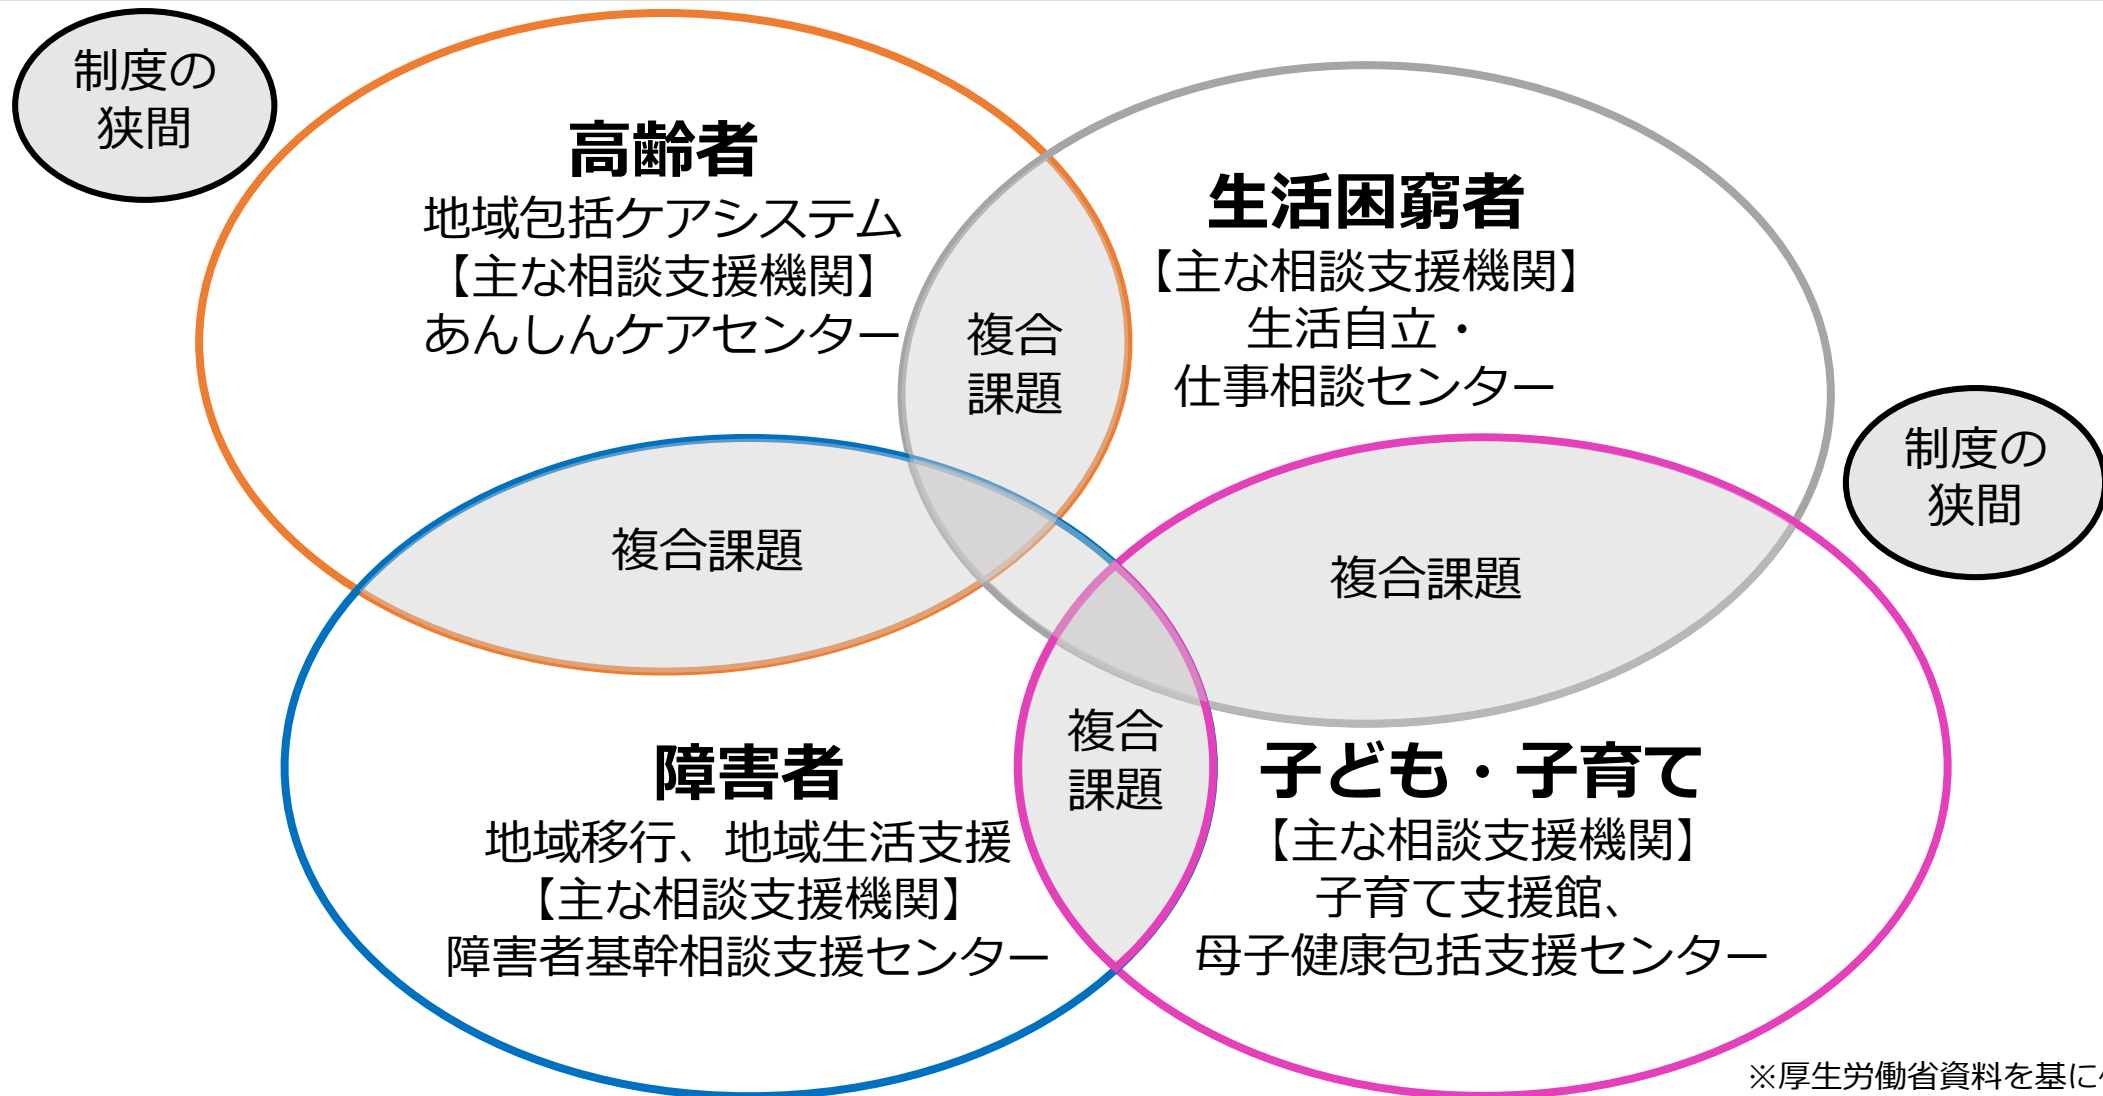 制度の
狭間
高齢者
地域包括ケアシステム
【主な相談支援機関】
あんしんケアセンター
複合
課題
生活困窮者
【主な相談支援機関】
生活自立・
仕事相談センター
制度の
狭間
複合課題
複合課題
障害者
地域移行、地域生活支援
【主な相談支援機関】
障害者基幹相談支援センター
複合
課題
子ども・子育て
【主な相談支援機関】
子育て支援館、
母子健康包括支援センター
※厚生労働省資料を基に